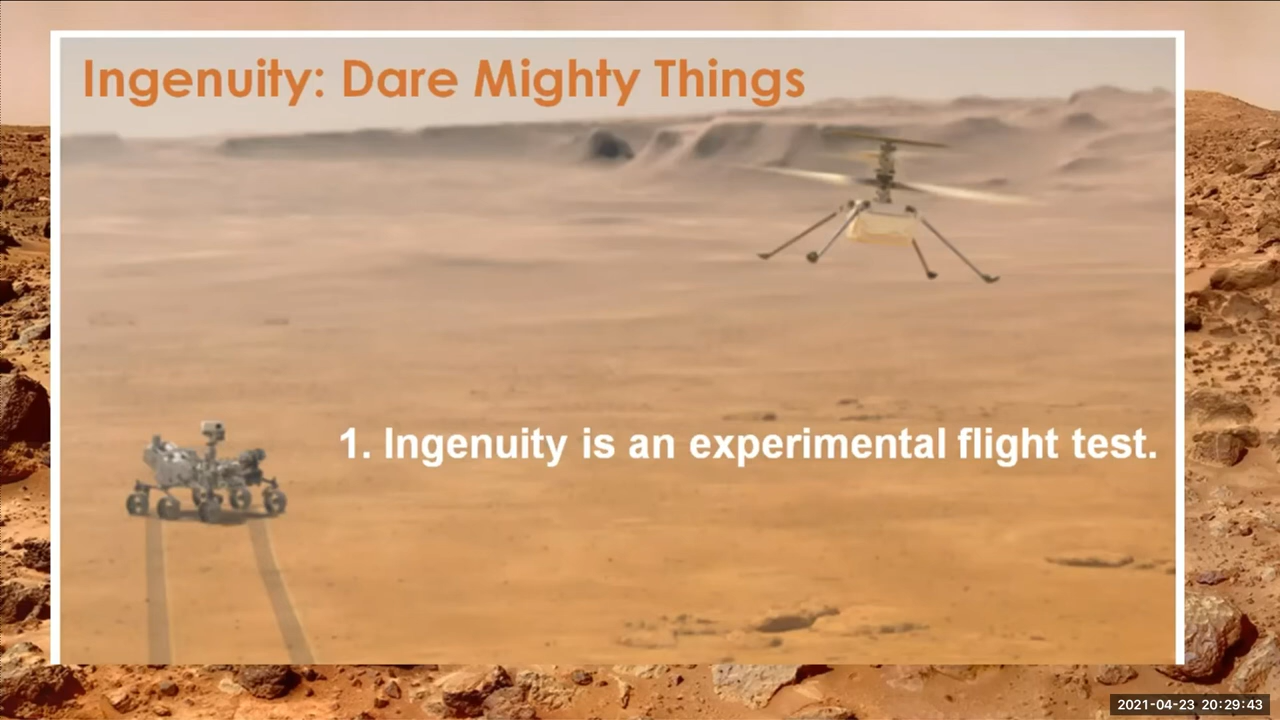 Ingenuity: Dare Mighty Things
1. Ingenuity is an experimental flight test.
2021-04-23 20:29:43